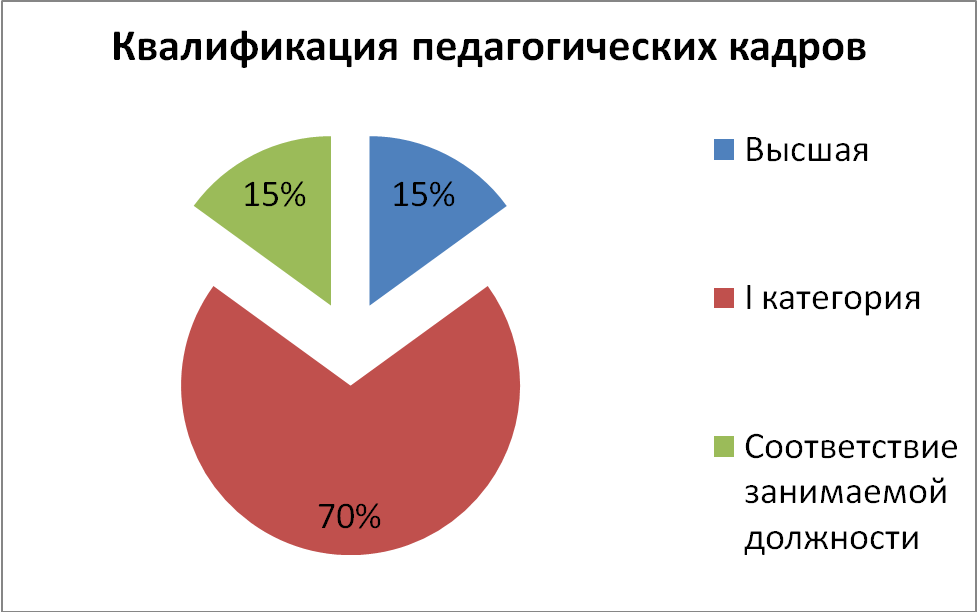 Квалификация педагогических кадров
15%
15%
70%
Высшая
I категория
Соответствие
занимаемой
должности